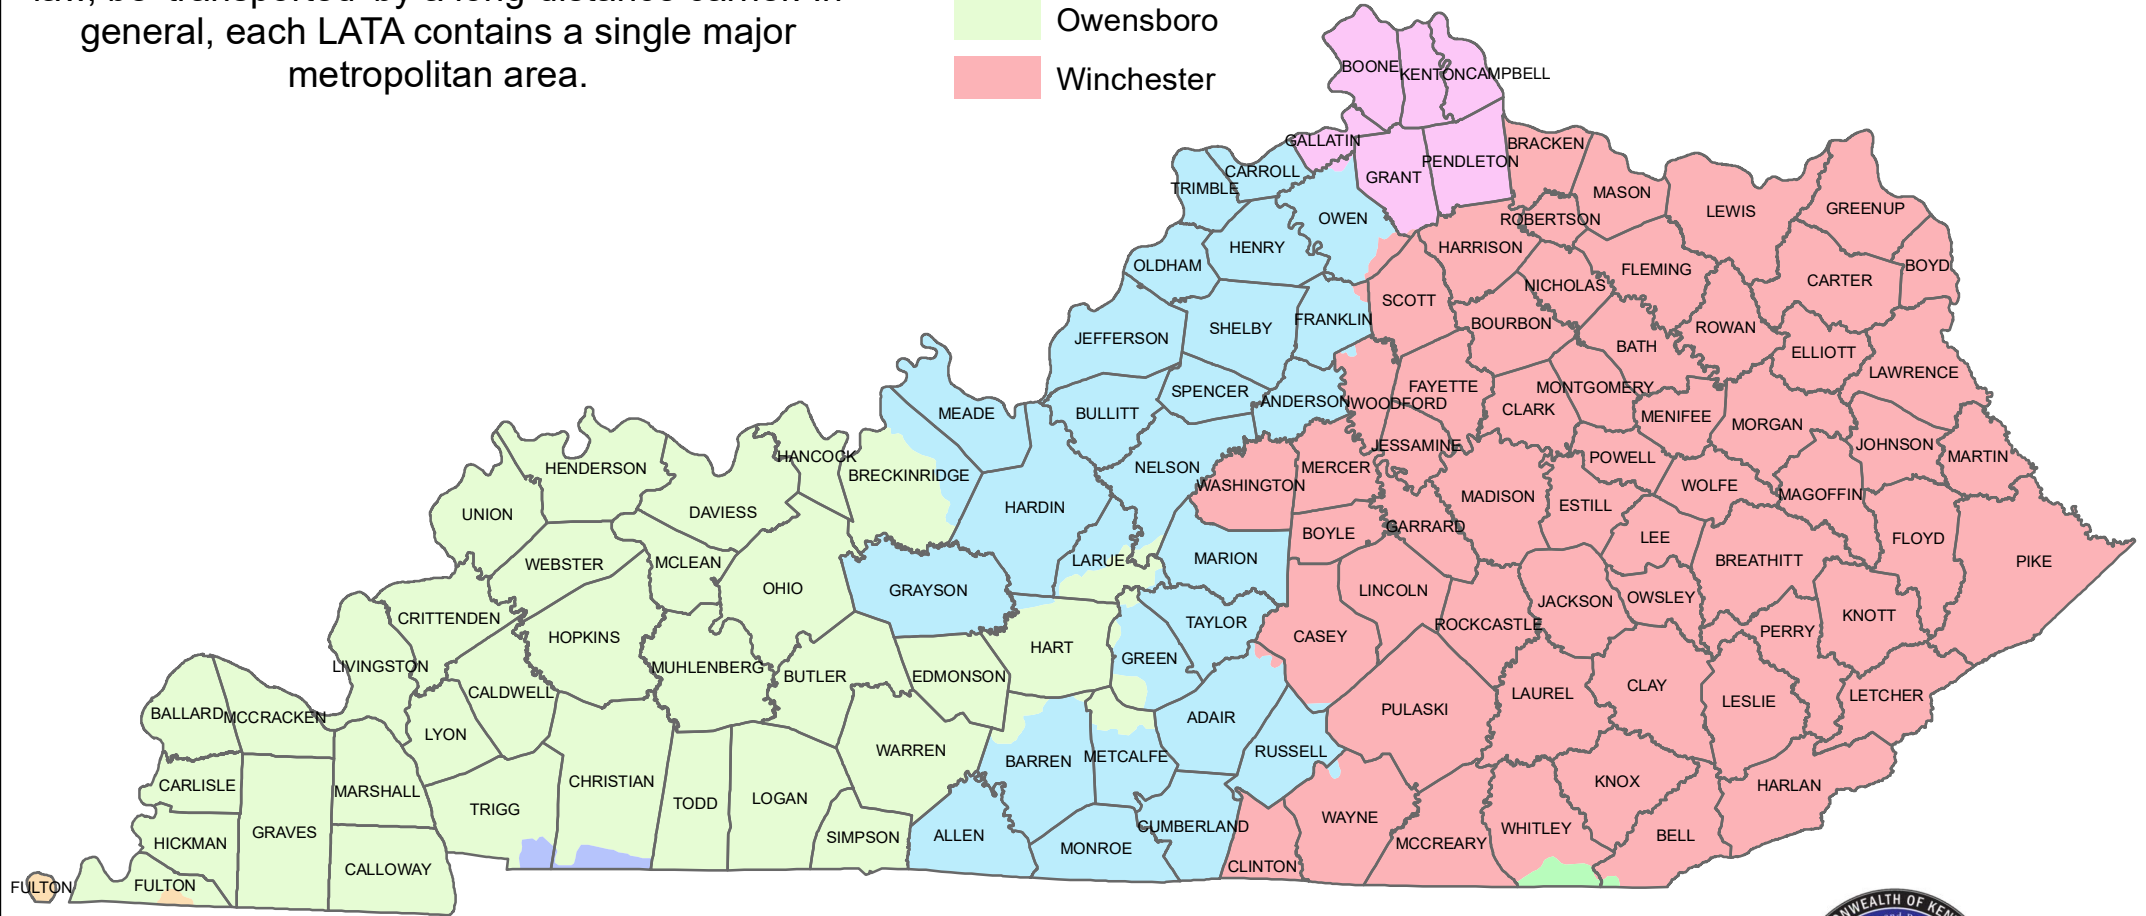 general, each LATA contains a single major
metropolitan area.
Owensboro
Winchester
BOONE
KENTON
CAMPBELL
GALLATIN
GRANT
PENDLETON
BRACKEN
CARROLL
TRIMBLE
OWEN
MASON
ROBERTSON
LEWIS
GREENUP
HENRY
HARRISON
OLDHAM
FLEMING
NICHOLAS
CARTER
BOYD
SCOTT
JEFFERSON
SHELBY
FRANKLIN
BOURBON
ROWAN
BATH
ELLIOTT
LAWRENCE
SPENCER
ANDERSON
WOODFORD
FAYETTE
CLARK
MONTGOMERY
MEADE
BULLITT
MENIFEE
MORGAN
JESSAMINE
JOHNSON
MARTIN
HENDERSON
HANCOCK
BRECKINRIDGE
NELSON
WASHINGTON
MERCER
POWELL
WOLFE
MAGOFFIN
UNION
DAVIESS
HARDIN
MADISON
ESTILL
BOYLE
GARRARD
LEE
FLOYD
WEBSTER
MCLEAN
OHIO
GRAYSON
LARUE
MARION
LINCOLN
BREATHITT
PIKE
CRITTENDEN
HOPKINS
TAYLOR
CASEY
ROCKCASTLE
JACKSON
OWSLEY
PERRY
KNOTT
LIVINGSTON
MUHLENBERG
BUTLER
EDMONSON
HART
GREEN
CALDWELL
LAUREL
CLAY
LESLIE
LETCHER
BALLARD
MCCRACKEN
LYON
ADAIR
PULASKI
WARREN
BARREN
METCALFE
RUSSELL
CARLISLE
MARSHALL
CHRISTIAN
TRIGG
TODD
LOGAN
KNOX
HARLAN
HICKMAN
GRAVES
SIMPSON
ALLEN
MONROE
CUMBERLAND
WAYNE
MCCREARY
WHITLEY
BELL
FULTON
FULTON
CALLOWAY
CLINTON